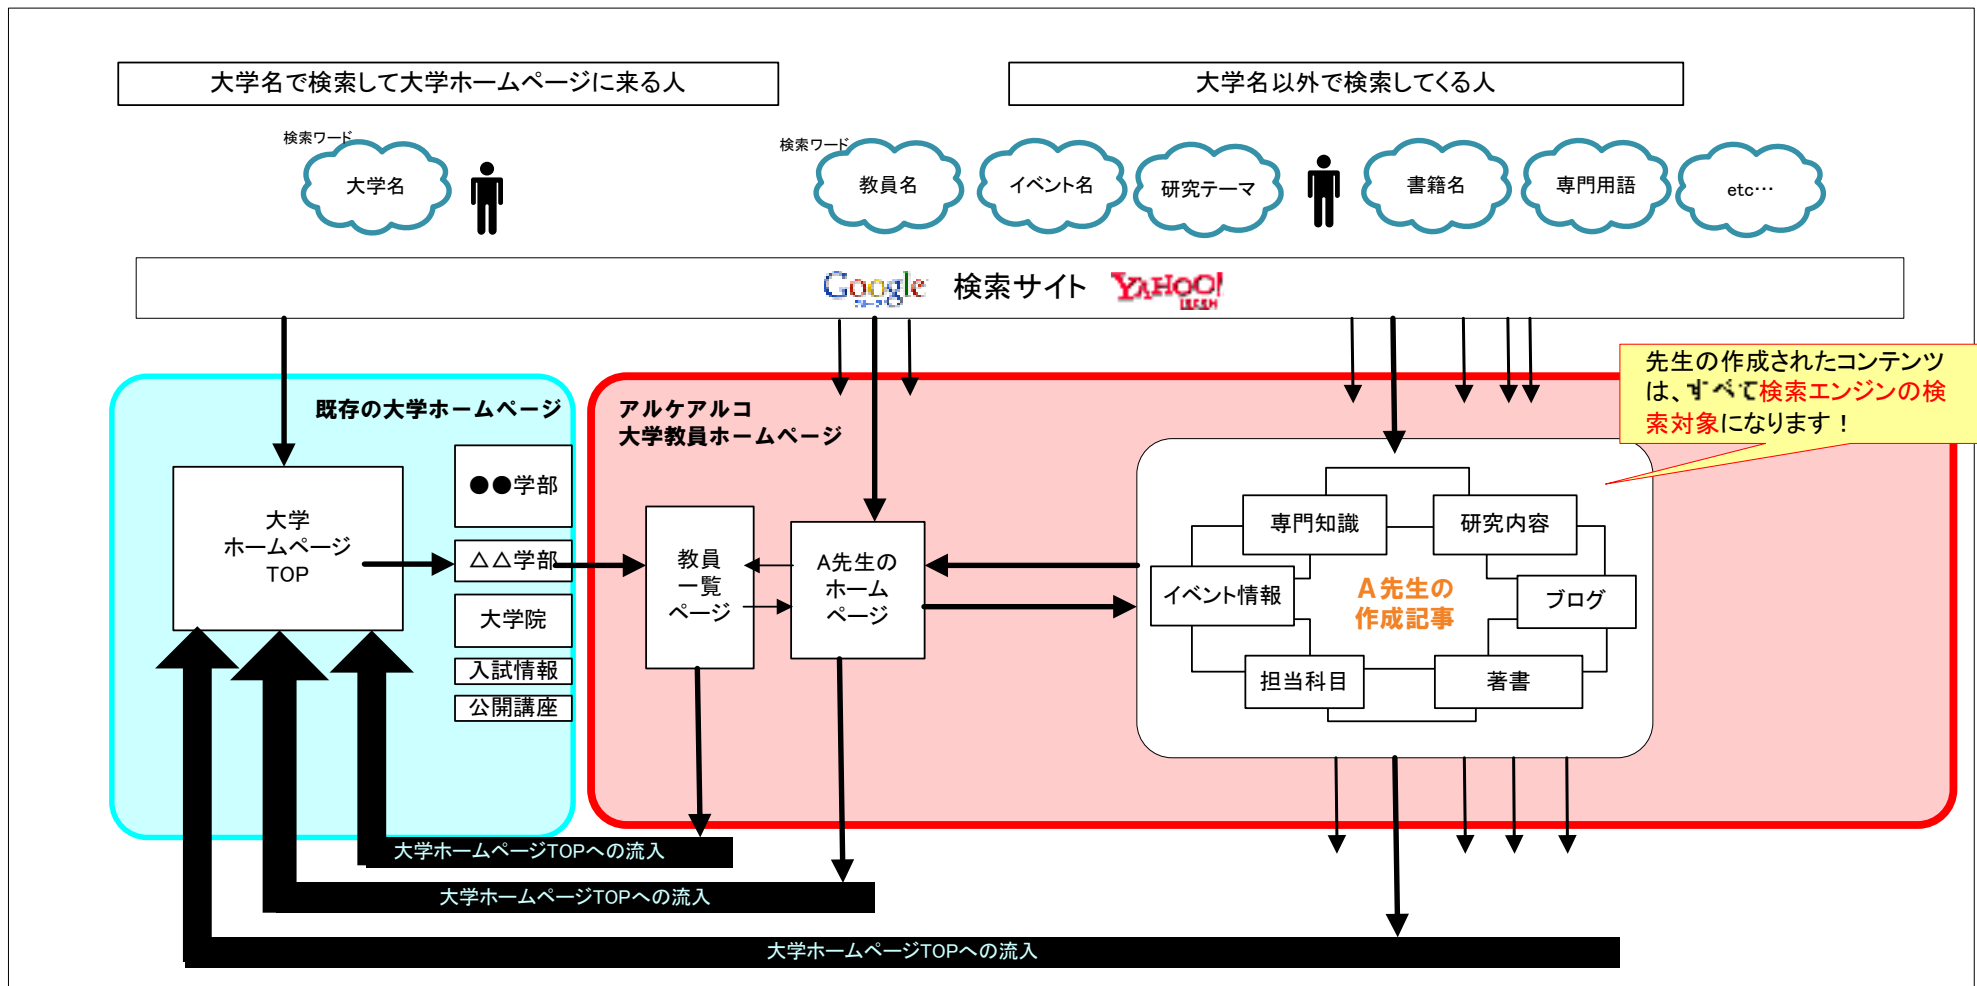 大学名で検索して大学ホームページに来る人
大学名以外で検索してくる人
検索ワード
大学名
検索ワード
教員名
イベント名
研究テーマ
書籍名
専門用語
etc…
Google
検索サイト
YAHOO!
先生の作成されたコンテンツ
は、すべて検索エンジンの検
索対象になります！
既存の大学ホームページ
アルケアルコ
大学教員ホームページ
大学
ホームページ
TOP
●●学部
△△学部
大学院
入試情報
公開講座
教員
一覧
ページ
A先生の
ホーム
ページ
専門知識
研究内容
イベント情報
A先生の
作成記事
ブログ
担当科目
著書
大学ホームページTOPへの流入
大学ホームページTOPへの流入
大学ホームページTOPへの流入